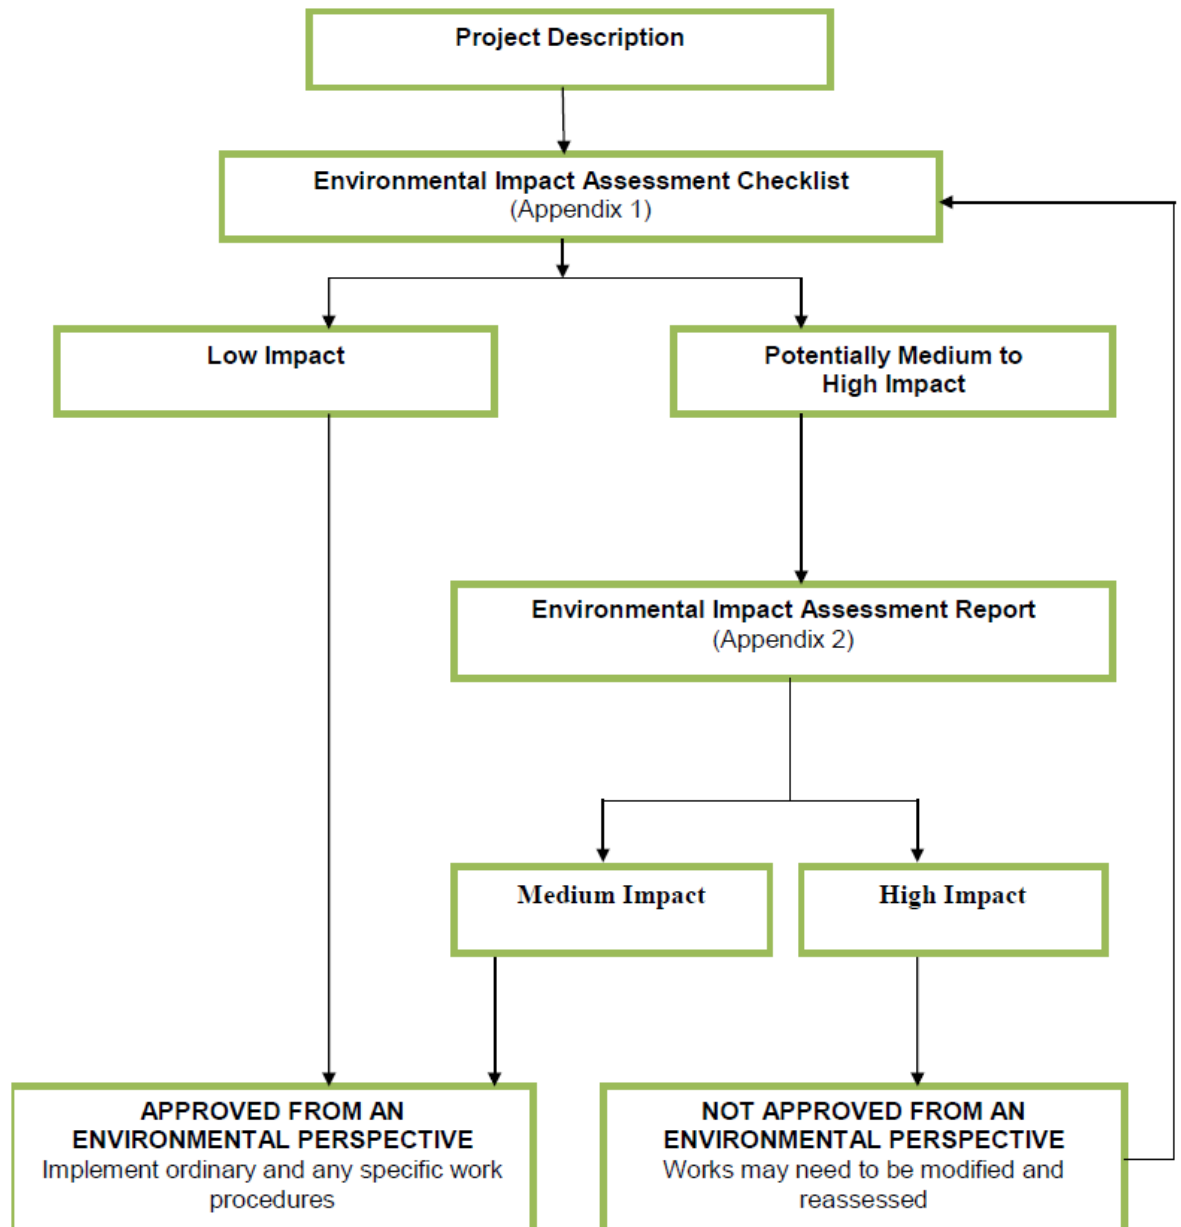 Project Description
Environmental Impact Assessment Checklist
(Appendix 1)
Low Impact
Potentially Medium to
High Impact
Environmental Impact Assessment Report
(Appendix 2)
Medium Impact
High Impact
APPROVED FROM AN
ENVIRONMENTAL PERSPECTIVE
Implement ordinary and any specific work
procedures
NOT APPROVED FROM AN
ENVIRONMENTAL PERSPECTIVE
Works may need to be modified and
reassessed